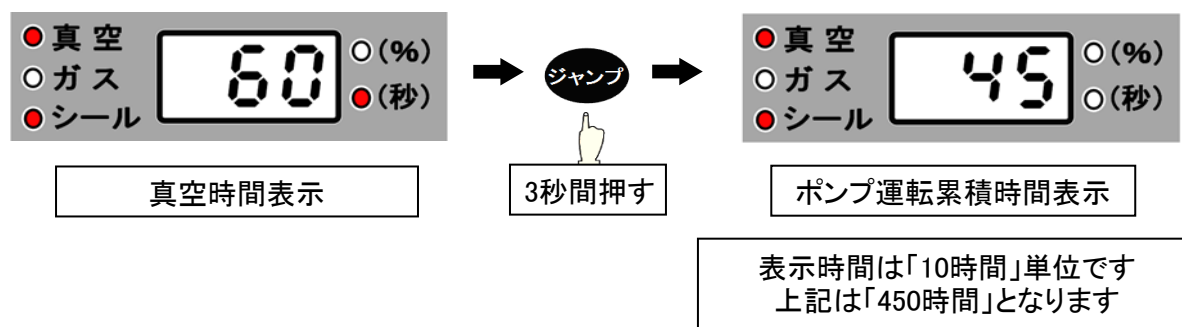 真空
ガス
シール
60
(%)
(秒)
ジャンプ
真空
ガス
シール
45
(%)
(秒)
真空時間表示
3秒間押す
ポンプ運転累積時間表示
表示時間は「10時間」単位です
上記は「450時間」となります